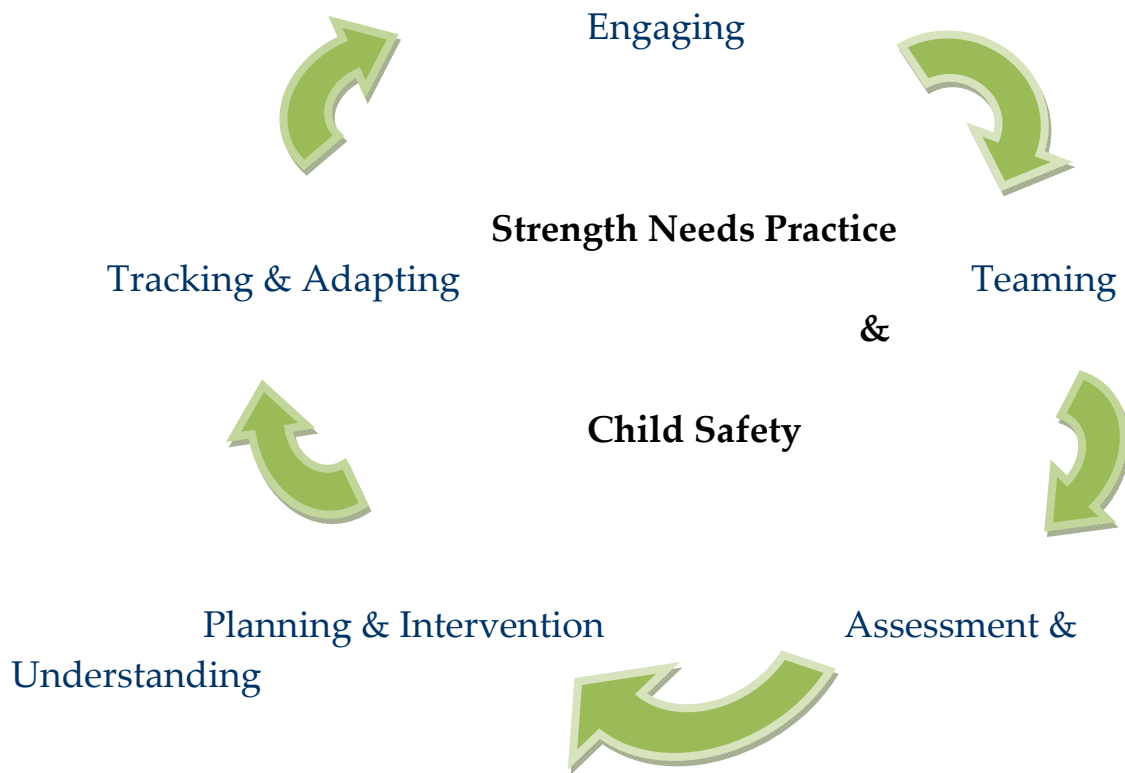 Engaging
Strength Needs Practice
Tracking & Adapting Teaming
&
Child Safety
Planning & Intervention Assessment &
Understanding